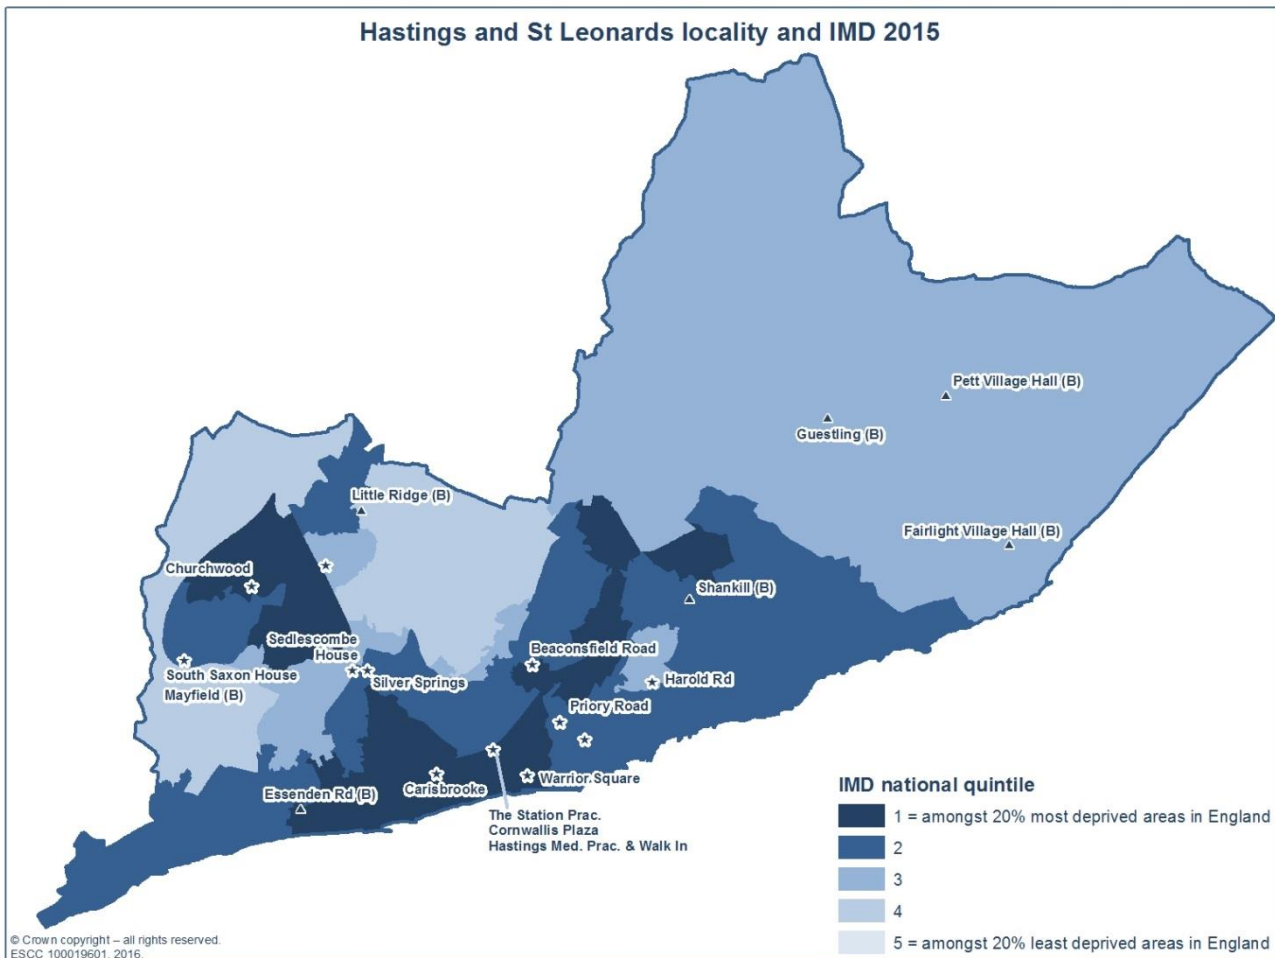 Hastings and St Leonards locality and IMD 2015
Pett Village Hall (B)
Guestling (B)
Little Ridge (B)
Fairlight Village Hall (B)
Churchwood
Shankill (B)
Sedlescombe
House
Beaconsfield Road
South Saxon House
Silver Springs
Harold Rd
Mayfield (B)
Priory Road
Warrior Square
Essenden Rd (B)
Carisbrooke
The Station Prac.
Cornwallis Plaza
Hastings Med. Prac. & Walk In
IMD national quintile
1 = amongst 20% most deprived areas in England
2
3
4
5 = amongst 20% least deprived areas in England
© Crown copyright – all rights reserved.
ESCC 100019601, 2016.